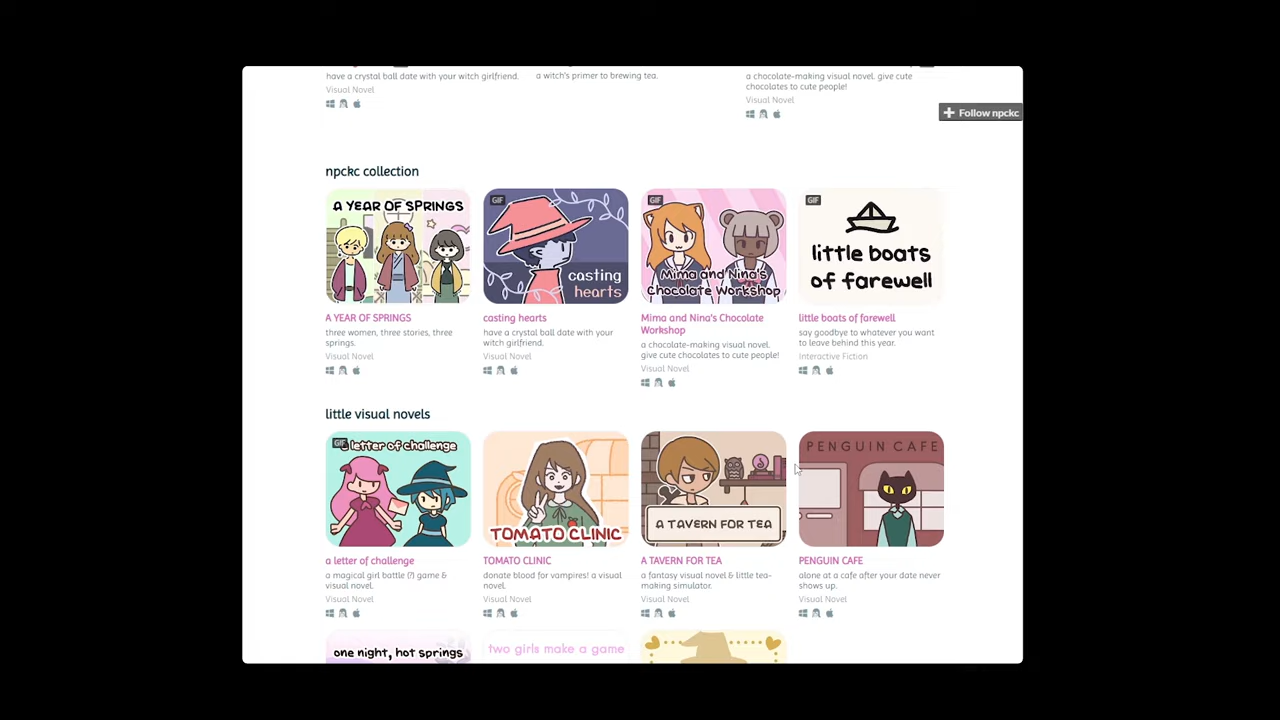 have a crystal ball date with your witch girlfriend.
Visual Novel
a witch's primer to brewing tea.
a chocolate-making visual novel. give cute
chocolates to cute people!
Visual Novel
Follow npckc
npckc collection
A YEAR OF SPRINGS
GIF
casting
hearts
GIF
Mima and Nina's
Chocolate Workshop
GIF
little boats
of farewell
A YEAR OF SPRINGS
three women, three stories, three
springs.
Visual Novel
casting hearts
have a crystal ball date with your
witch girlfriend.
Visual Novel
Mima and Nina's Chocolate
Workshop
a chocolate-making visual novel.
give cute chocolates to cute people!
Visual Novel
little boats of farewell
say goodbye to whatever you want
to leave behind this year.
Interactive Fiction
little visual novels
GIF
a letter of challenge
TOMATO CLINIC
A TAVERN FOR TEA
PENGUIN CAFE
a letter of challenge
a magical girl battle (?) game &
visual novel.
Visual Novel
TOMATO CLINIC
donate blood for vampires! a visual
novel.
Visual Novel
A TAVERN FOR TEA
a fantasy visual novel & little tea-
making simulator.
Visual Novel
PENGUIN CAFE
alone at a cafe after your date never
shows up.
Visual Novel
one night, hot springs
two girls make a game